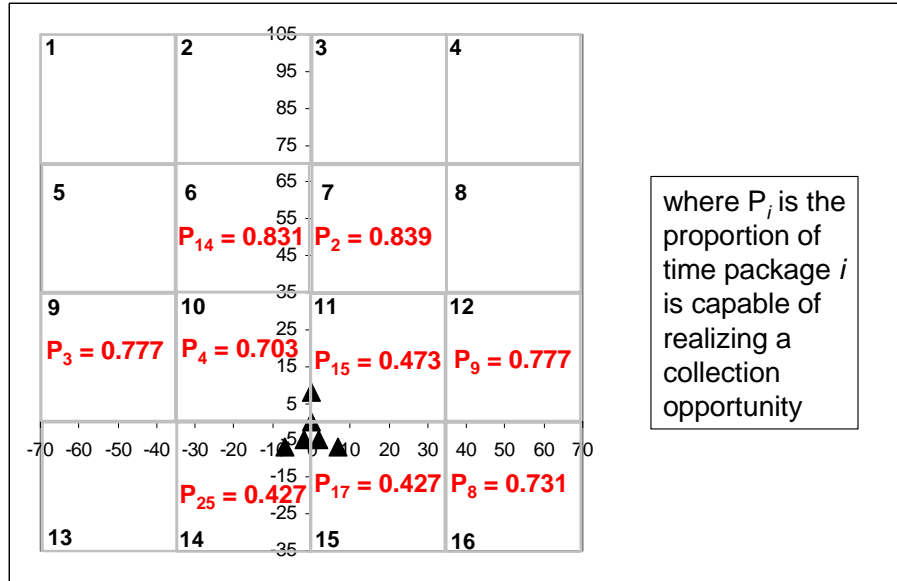 1 2 3 4
105
95
85
75
5 6 7 8
65
55
P14 = 0.831 P2 = 0.839
45
35
9 10 11 12
25
P3 = 0.777 P4 = 0.703 P15 = 0.473 P9 = 0.777
15
5
-5
-70 -60 -50 -40 -30 -20 -10 0 10 20 30 40 50 60 70
-15
P25 = 0.427 P17 = 0.427 P8 = 0.731
-25
13 14 15 16
-35
where Pi is the
proportion of
time package i
is capable of
realizing a
collection
opportunity